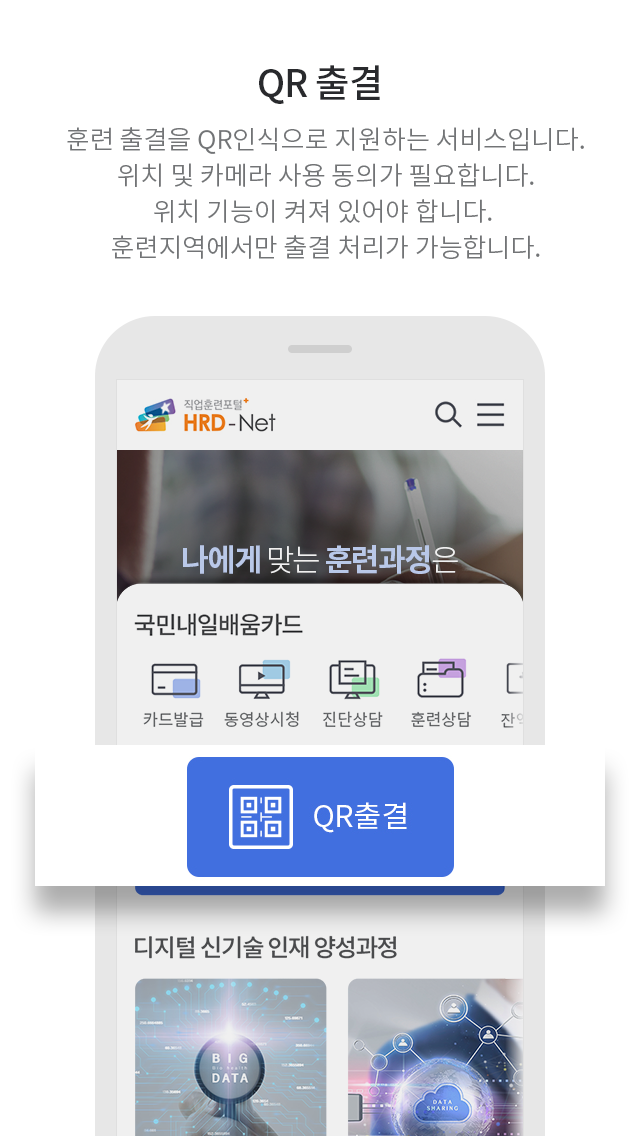 QR 출결
훈련 출결을 QR인식으로 지원하는 서비스입니다.
위치 및 카메라 사용 동의가 필요합니다.
위치 기능이 켜져 있어야 합니다.
훈련지역에서만 출결 처리가 가능합니다.
직업훈련포털
HRD-Net
나에게 맞는 훈련과정은
국민내일배움카드
카드발급 동영상시청 진단상담 훈련상담
QR출결
디지털 신기술 인재 양성과정
BIG
DATA
DATA
SHARING